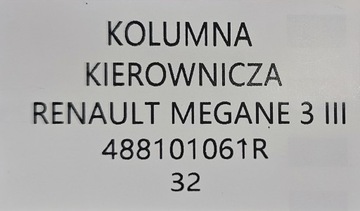 KOLUMNA
KIEROWNICZA
RENAULT MEGANE 3 III
488101061R
32